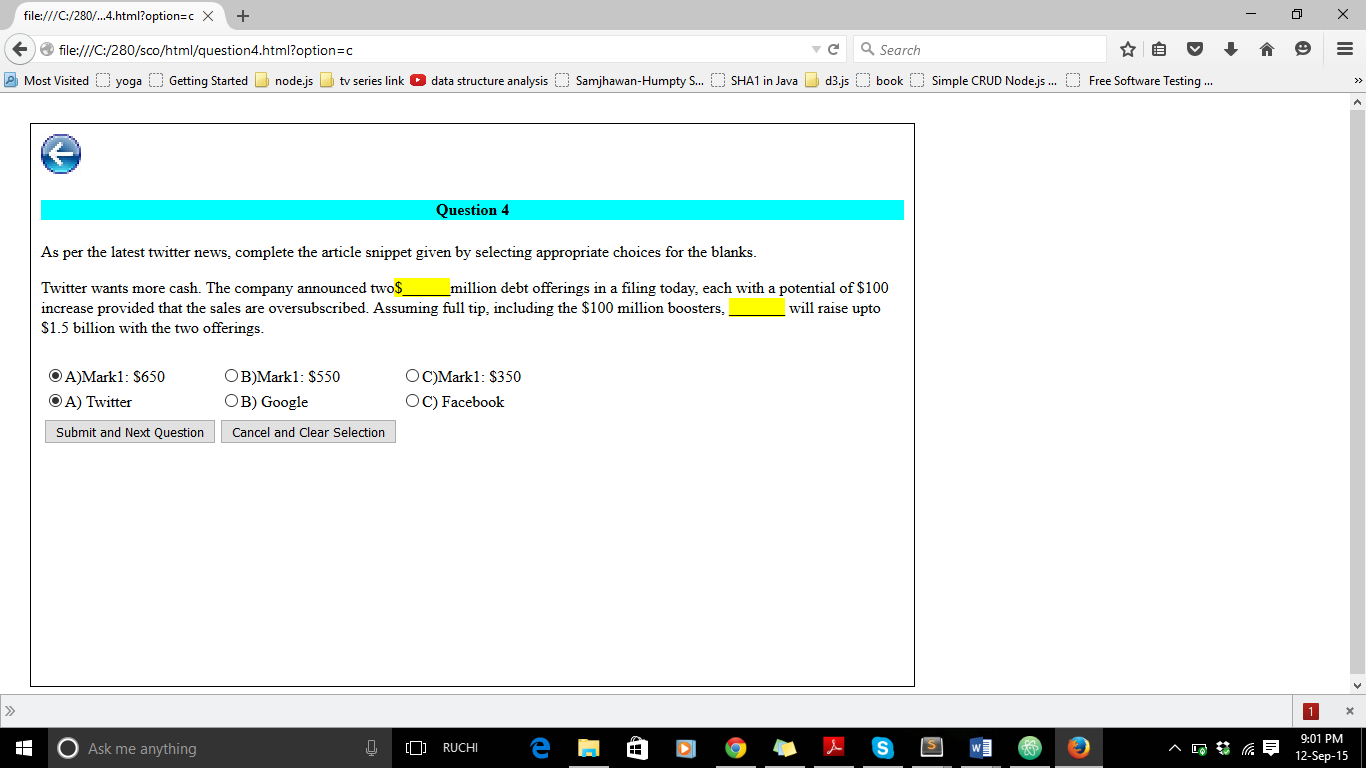 file:///C:/280/...4.html?option=c
file:///C:/280/sco/html/question4.html?option=c
Search
Most Visited yoga Getting Started node.js tv series link data structure analysis Samjhawan-Humpty S... SHA1 in Java d3.js book Simple CRUD Node.js ... Free Software Testing ...
Question 4
As per the latest twitter news, complete the article snippet given by selecting appropriate choices for the blanks.
Twitter wants more cash. The company announced two$_______million debt offerings in a filing today, each with a potential of $100
increase provided that the sales are oversubscribed. Assuming full tip, including the $100 million boosters, ________ will raise upto
$1.5 billion with the two offerings.
A)Mark1: $650 B)Mark1: $550 C)Mark1: $350
A) Twitter B) Google C) Facebook
Submit and Next Question Cancel and Clear Selection
1
Ask me anything RUCHI 9:01 PM
12-Sep-15